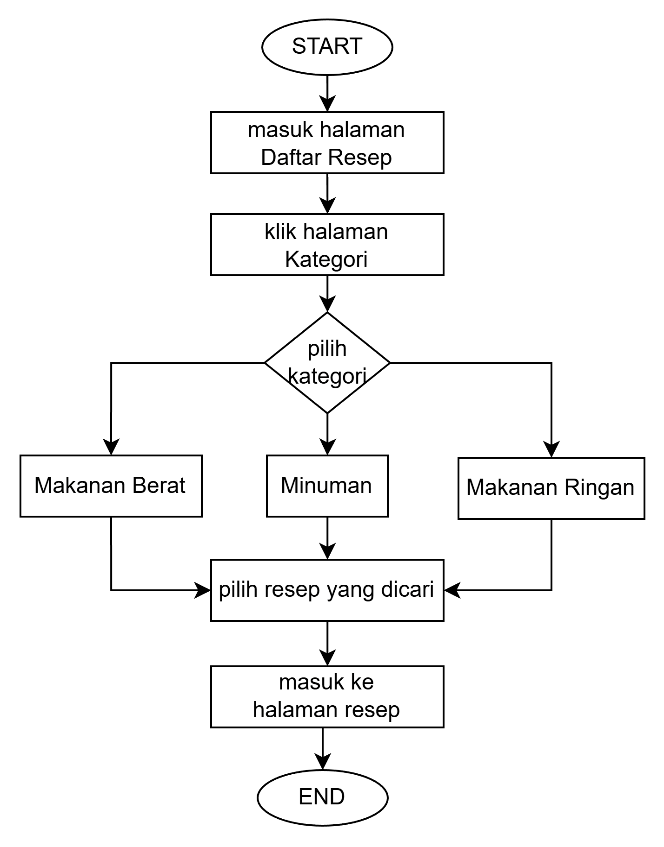 START
masuk halaman
Daftar Resep
klik halaman
Kategori
pilih
kategori
Makanan Berat
Minuman
Makanan Ringan
pilih resep yang dicari
masuk ke
halaman resep
END